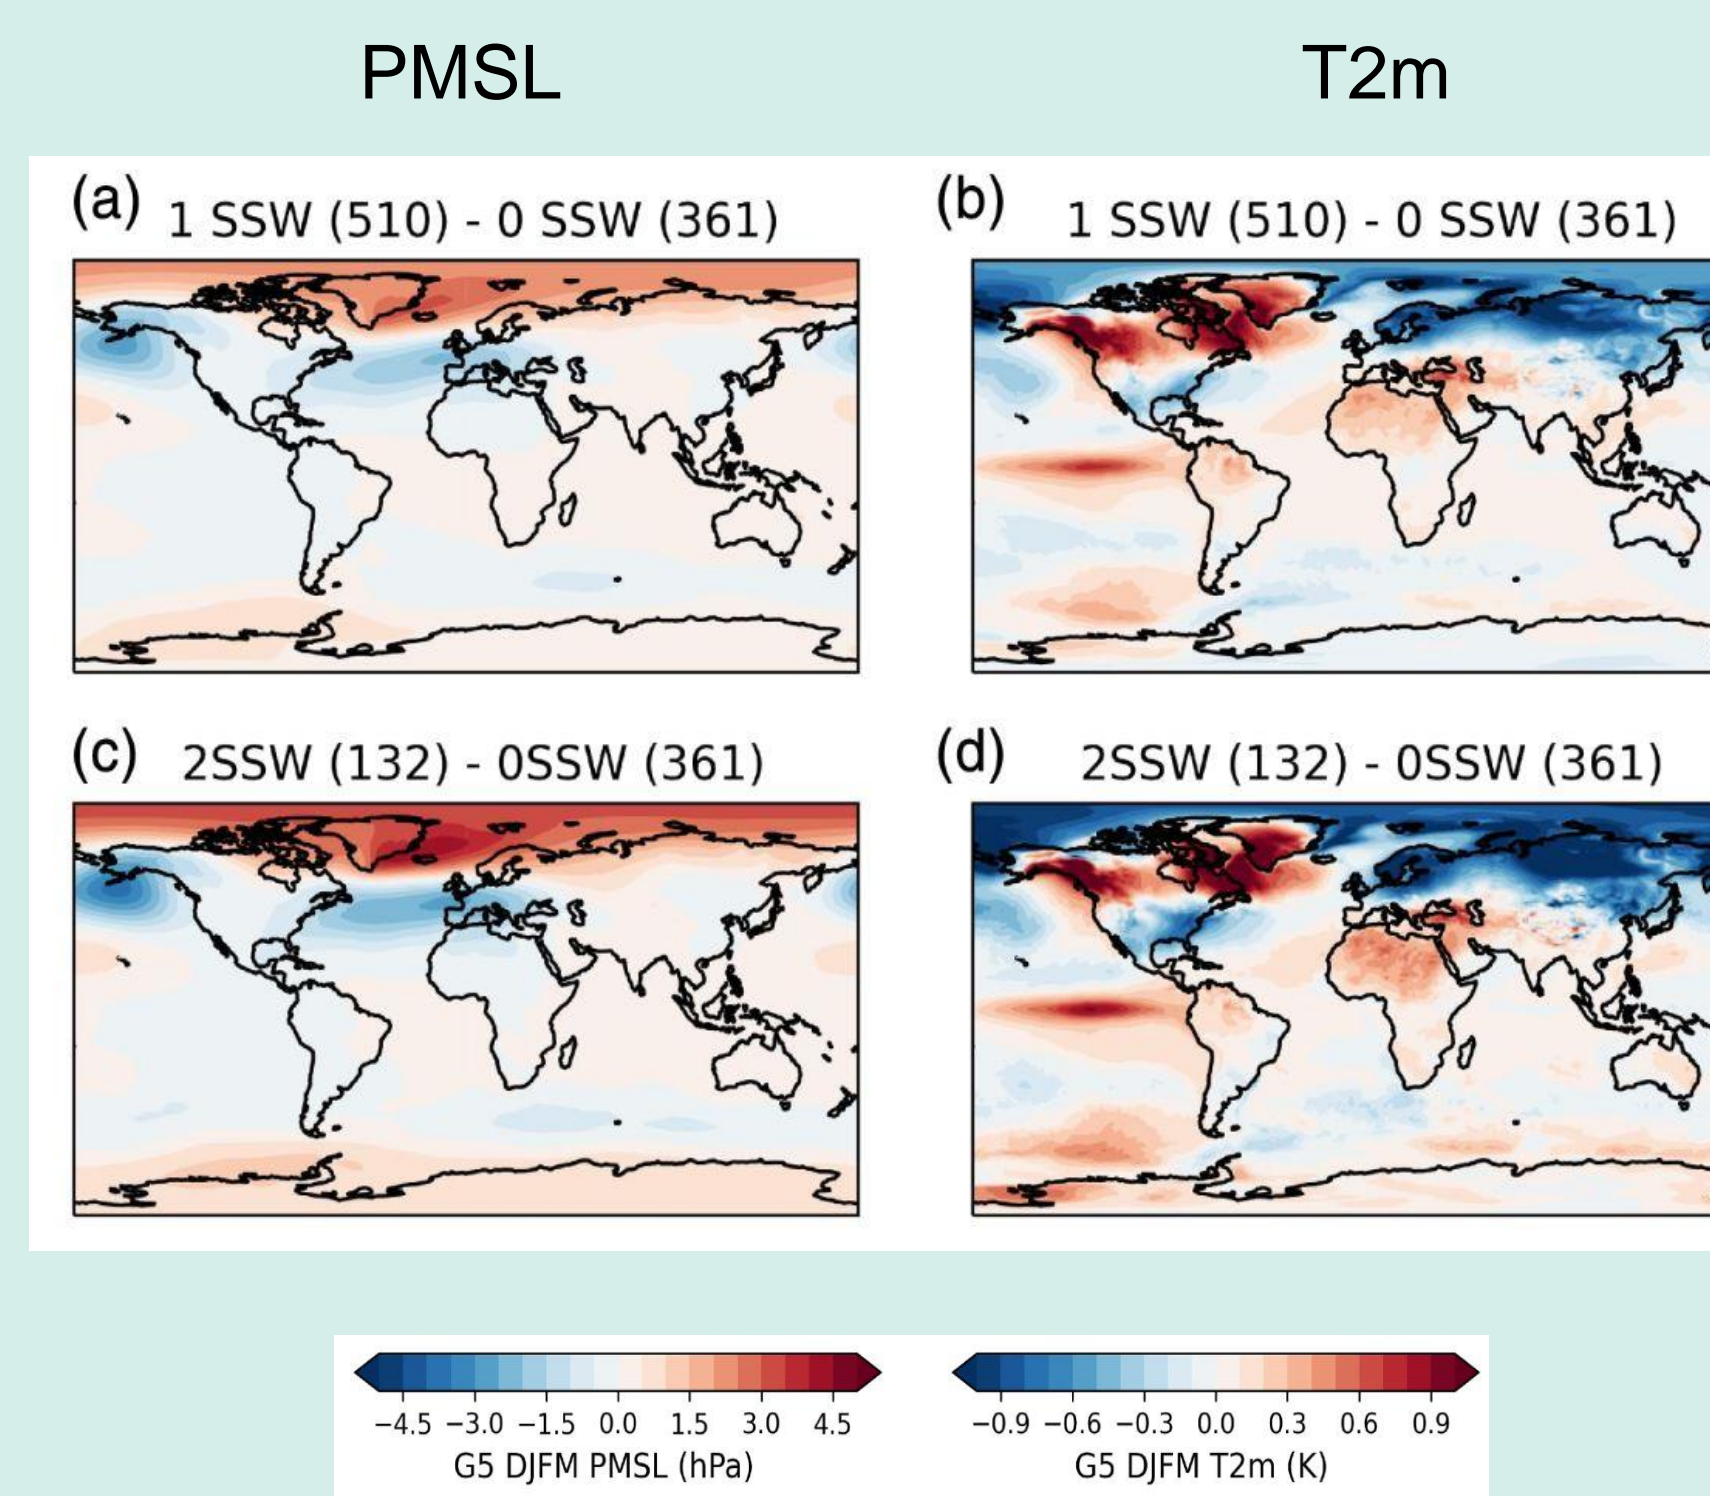 PMSL
T2m
(a) 1 SSW (510) - 0 SSW (361)
(b) 1 SSW (510) - 0 SSW (361)
(c) 2SSW (132) - 0SSW (361)
(d) 2SSW (132) - 0SSW (361)
−4.5 −3.0 −1.5 0.0 1.5 3.0 4.5
G5 DJFM PMSL (hPa)
−0.9 −0.6 −0.3 0.0 0.3 0.6 0.9
G5 DJFM T2m (K)